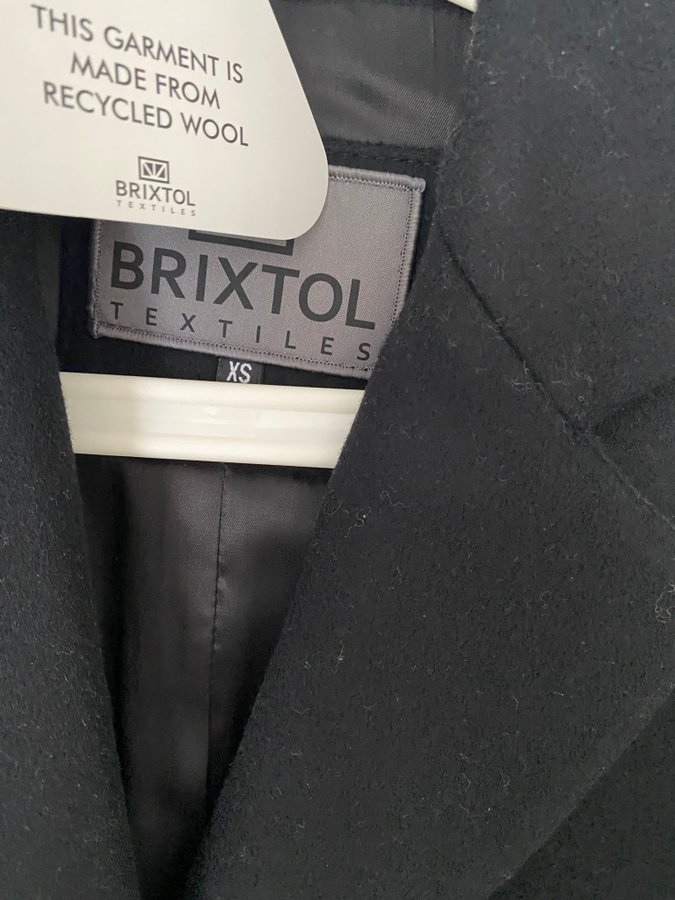 THIS GARMENT IS
MADE FROM
RECYCLED WOOL
BRIXTOL
TEXTILES
BRIXTOL
TEXTILES
XS